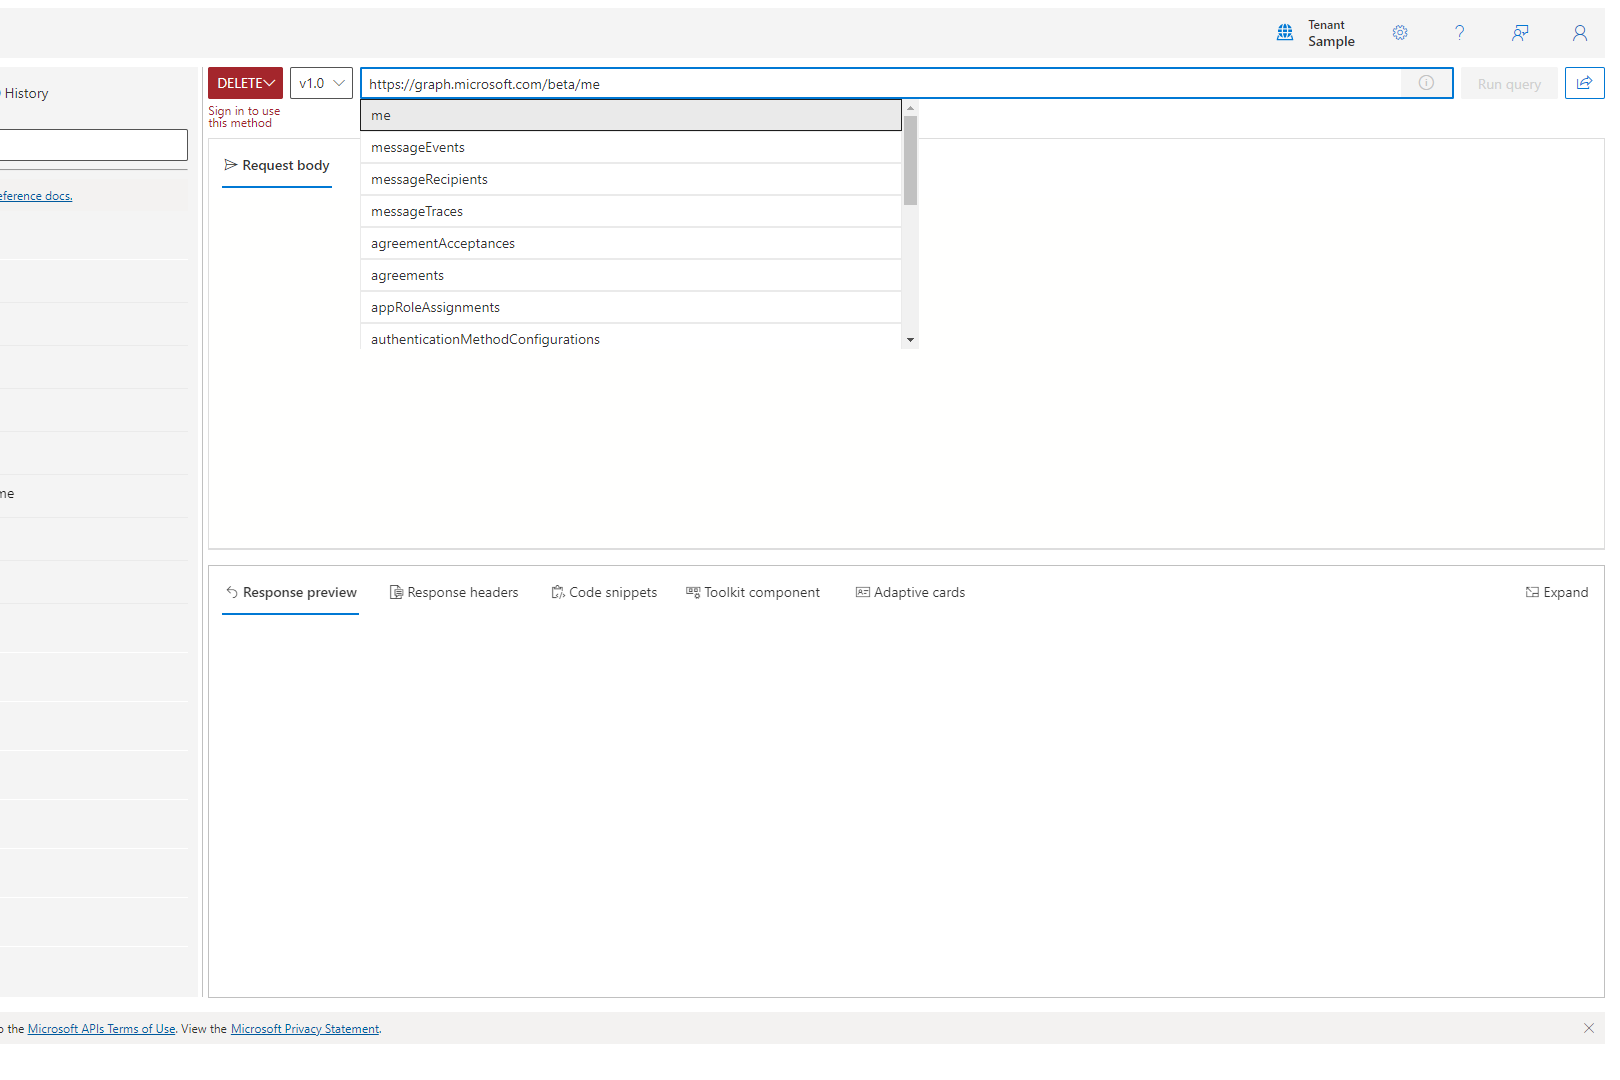 Tenant
Sample
History
DELETE
v1.0
https://graph.microsoft.com/beta/me
Run query
Sign in to use
this method
me
messageEvents
messageRecipients
messageTraces
agreementAcceptances
agreements
appRoleAssignments
authenticationMethodConfigurations
Request body
eference docs.
me
Response preview
Response headers
Code snippets
Toolkit component
Adaptive cards
Expand
o the Microsoft APIs Terms of Use. View the Microsoft Privacy Statement.